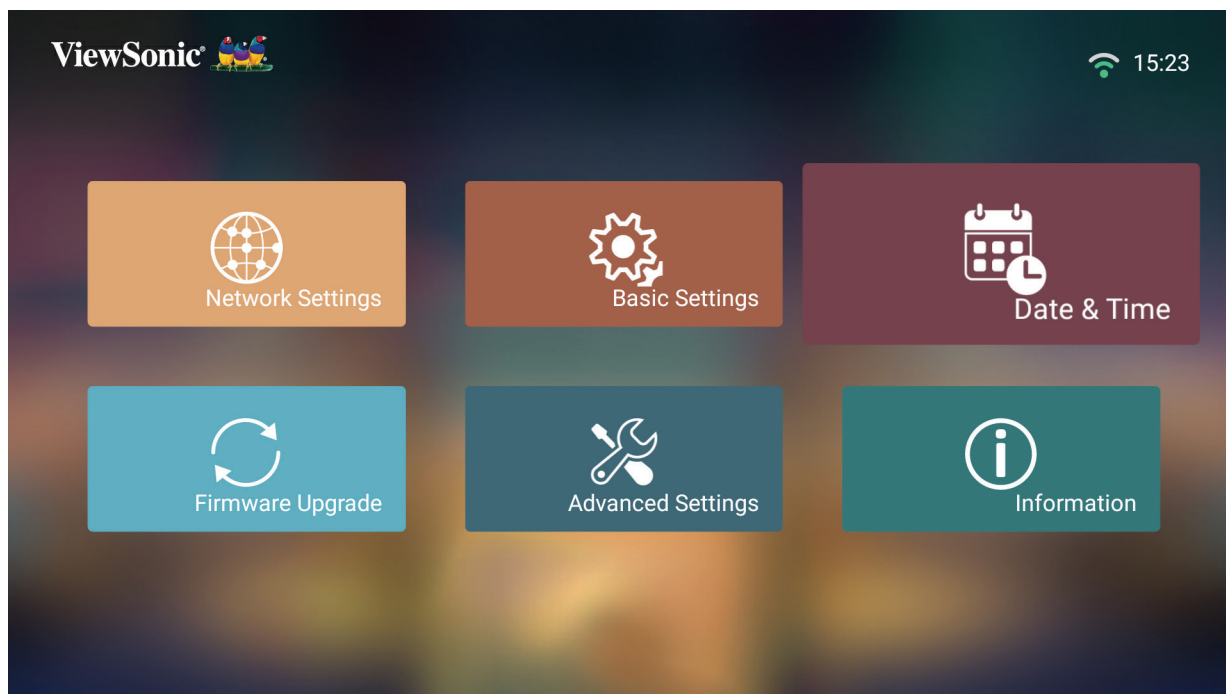 ViewSonic®
15:23
Network Settings
Basic Settings
Date & Time
Firmware Upgrade
Advanced Settings
Information